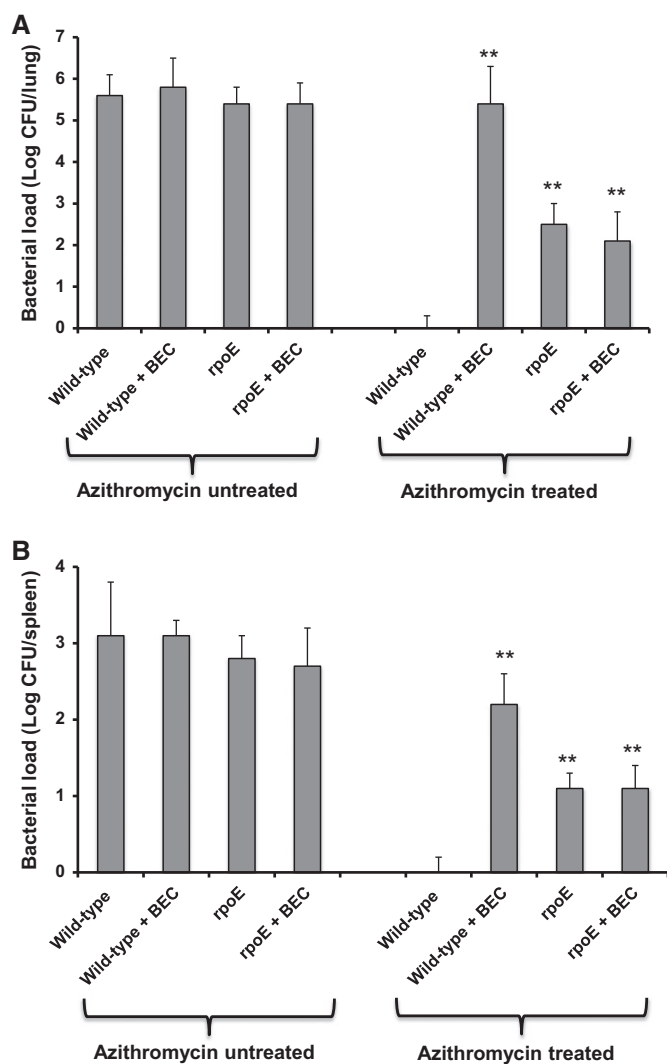 A
Bacterial load (Log CFU/lung)
7
6
5
4
3
2
1
0
**
**
**
Wild-type
Wild-type + BEC
rpoE
rpoE + BEC
Wild-type
Wild-type + BEC
rpoE
rpoE + BEC
Azithromycin untreated
Azithromycin treated
B
Bacterial load (Log CFU/spleen)
4
3
2
1
0
**
**
**
Wild-type
Wild-type + BEC
rpoE
rpoE + BEC
Wild-type
Wild-type + BEC
rpoE
rpoE + BEC
Azithromycin untreated
Azithromycin treated